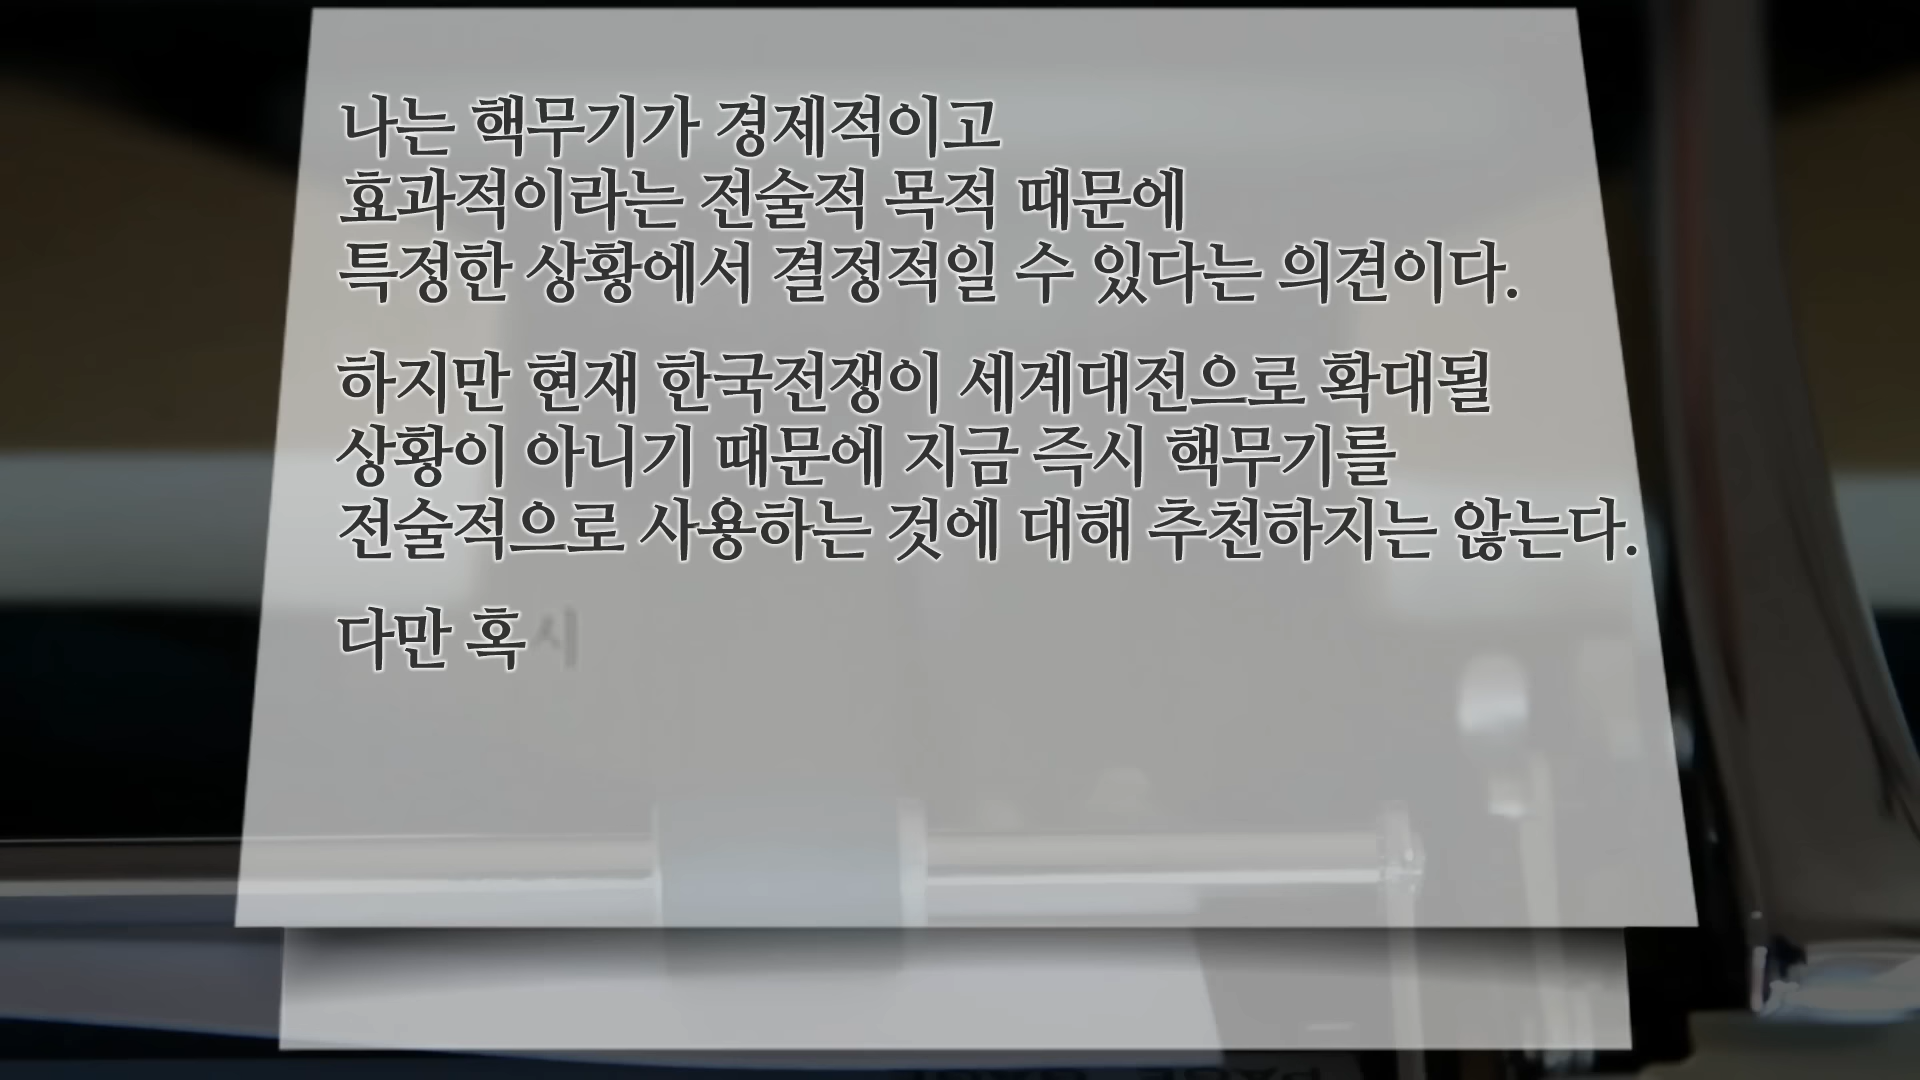 나는 핵무기가 경제적이고
효과적이라는 전술적 목적 때문에
특정한 상황에서 결정적일 수 있다는 의견이다.
하지만 현재 한국전쟁이 세계대전으로 확대될
상황이 아니기 때문에 지금 즉시 핵무기를
전술적으로 사용하는 것에 대해 추천하지는 않는다.
다만 혹시